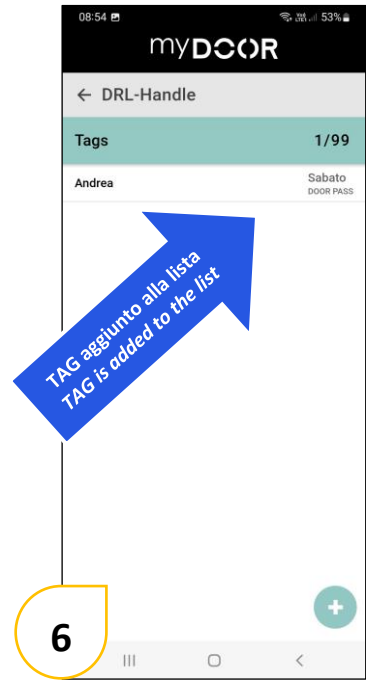 08:54 53%
myDOOR
← DRL-Handle
Tags 1/99
Andrea Sabato
DOOR PASS
TAG aggiunto alla lista
TAG is added to the list
+
6